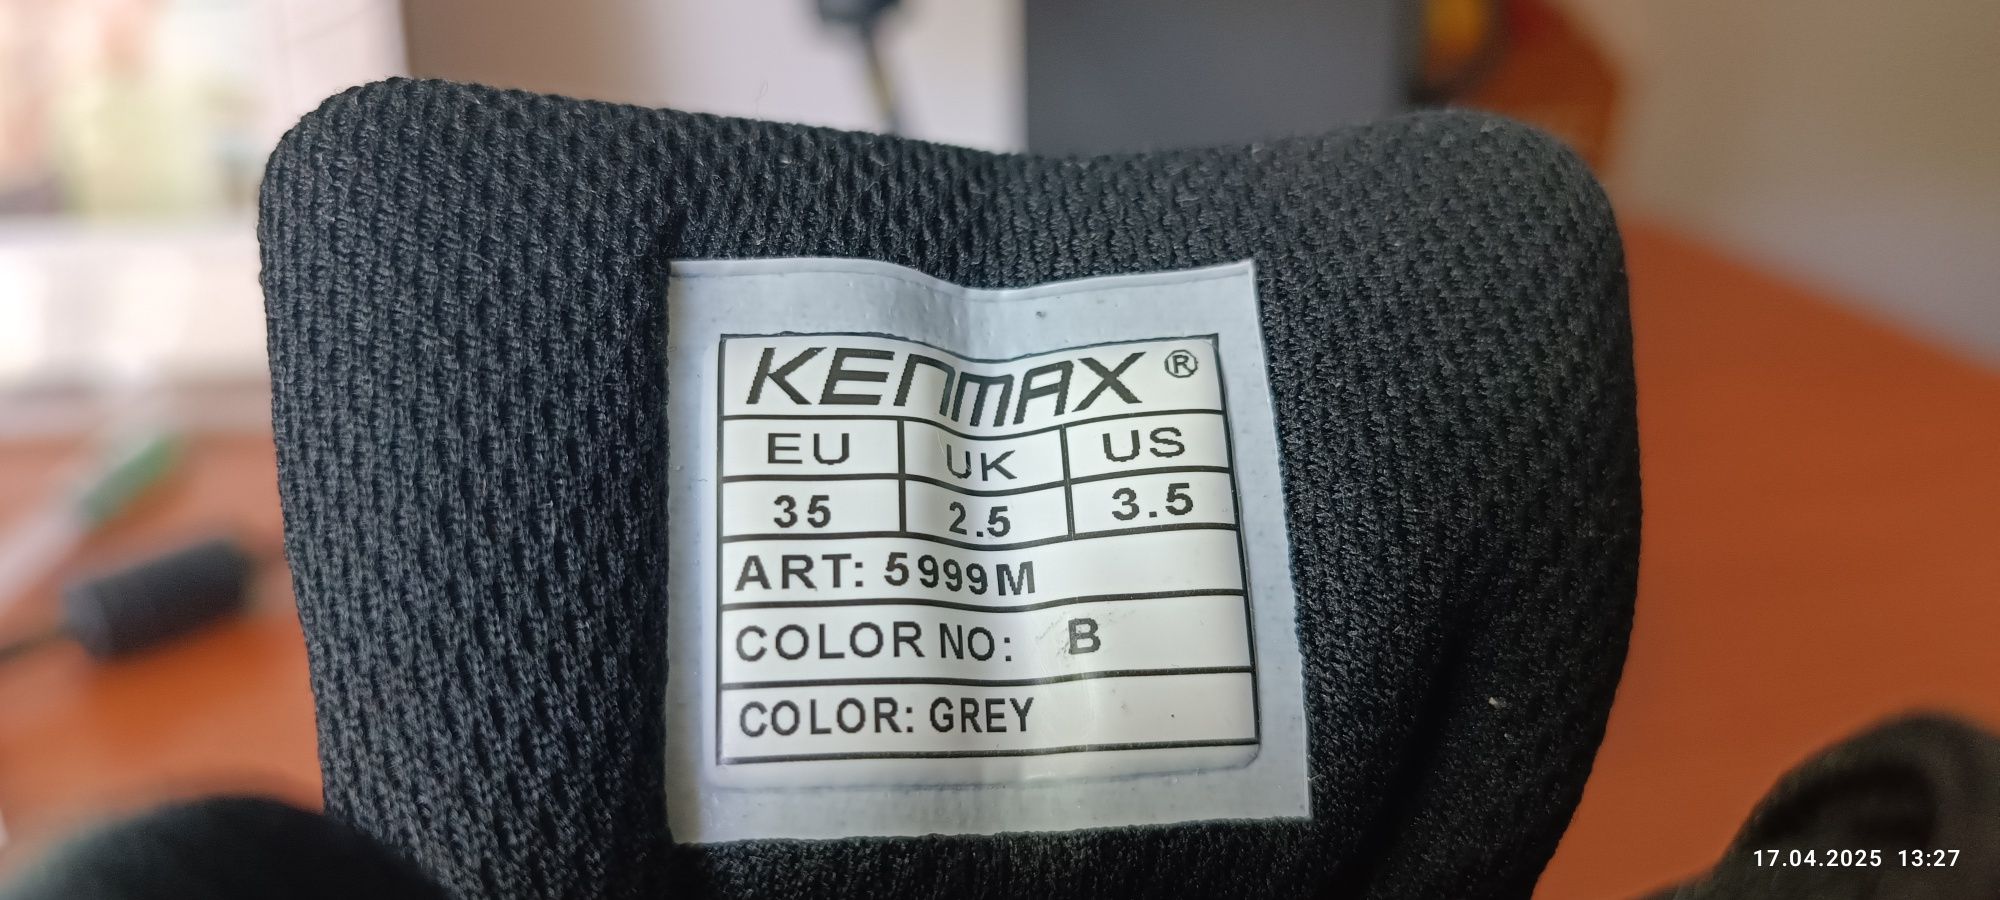 KENMAX ®
EU UK US
35 2.5 3.5
ART: 5999M
COLOR NO: B
COLOR: GREY
17.04.2025 13:27